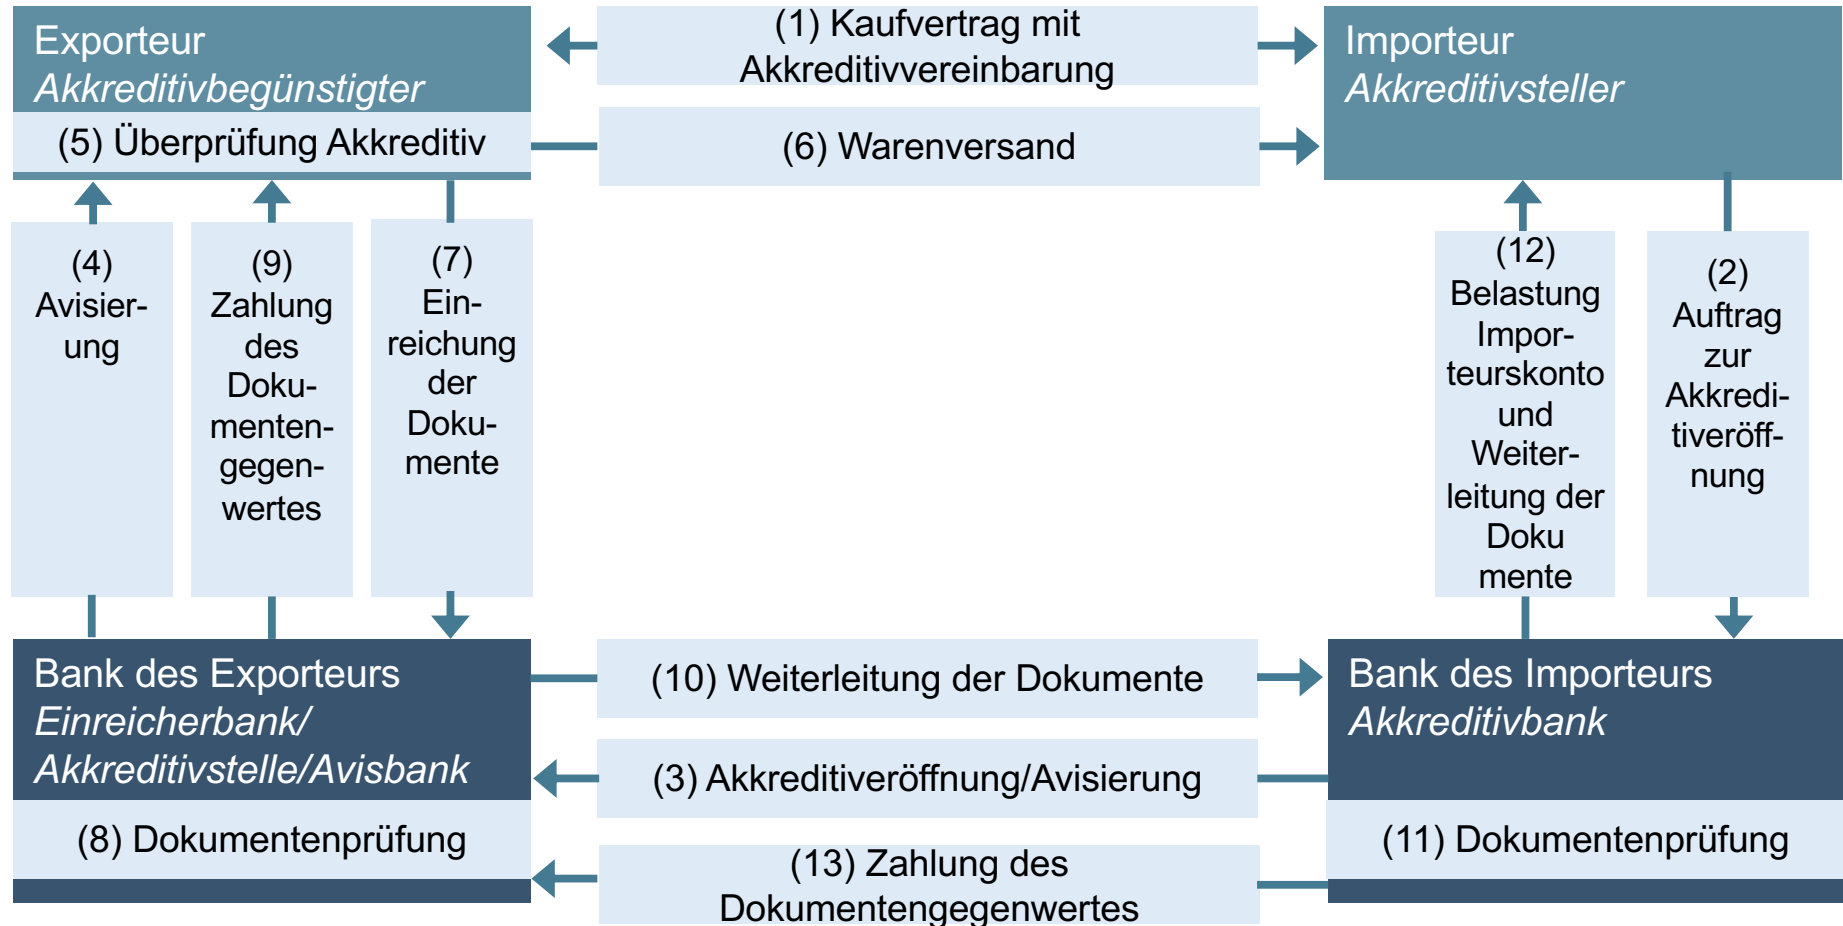 Exporteur
Akkreditivbegünstigter
(5) Überprüfung Akkreditiv
(1) Kaufvertrag mit
Akkreditivvereinbarung
(6) Warenversand
Importeur
Akkreditivsteller
(4)
Avisier-
ung
(9)
Zahlung
des
Doku-
menten-
gegen-
wertes
(7)
Ein-
reichung
der
Doku-
mente
(12)
Belastung
Impor-
teurskonto
und
Weiter-
leitung der
Doku
mente
(2)
Auftrag
zur
Akkredi-
tiveröff-
nung
Bank des Exporteurs
Einreicherbank/
Akkreditivstelle/Avisbank
(8) Dokumentenprüfung
(10) Weiterleitung der Dokumente
(3) Akkreditiveröffnung/Avisierung
(13) Zahlung des
Dokumentengegenwertes
Bank des Importeurs
Akkreditivbank
(11) Dokumentenprüfung